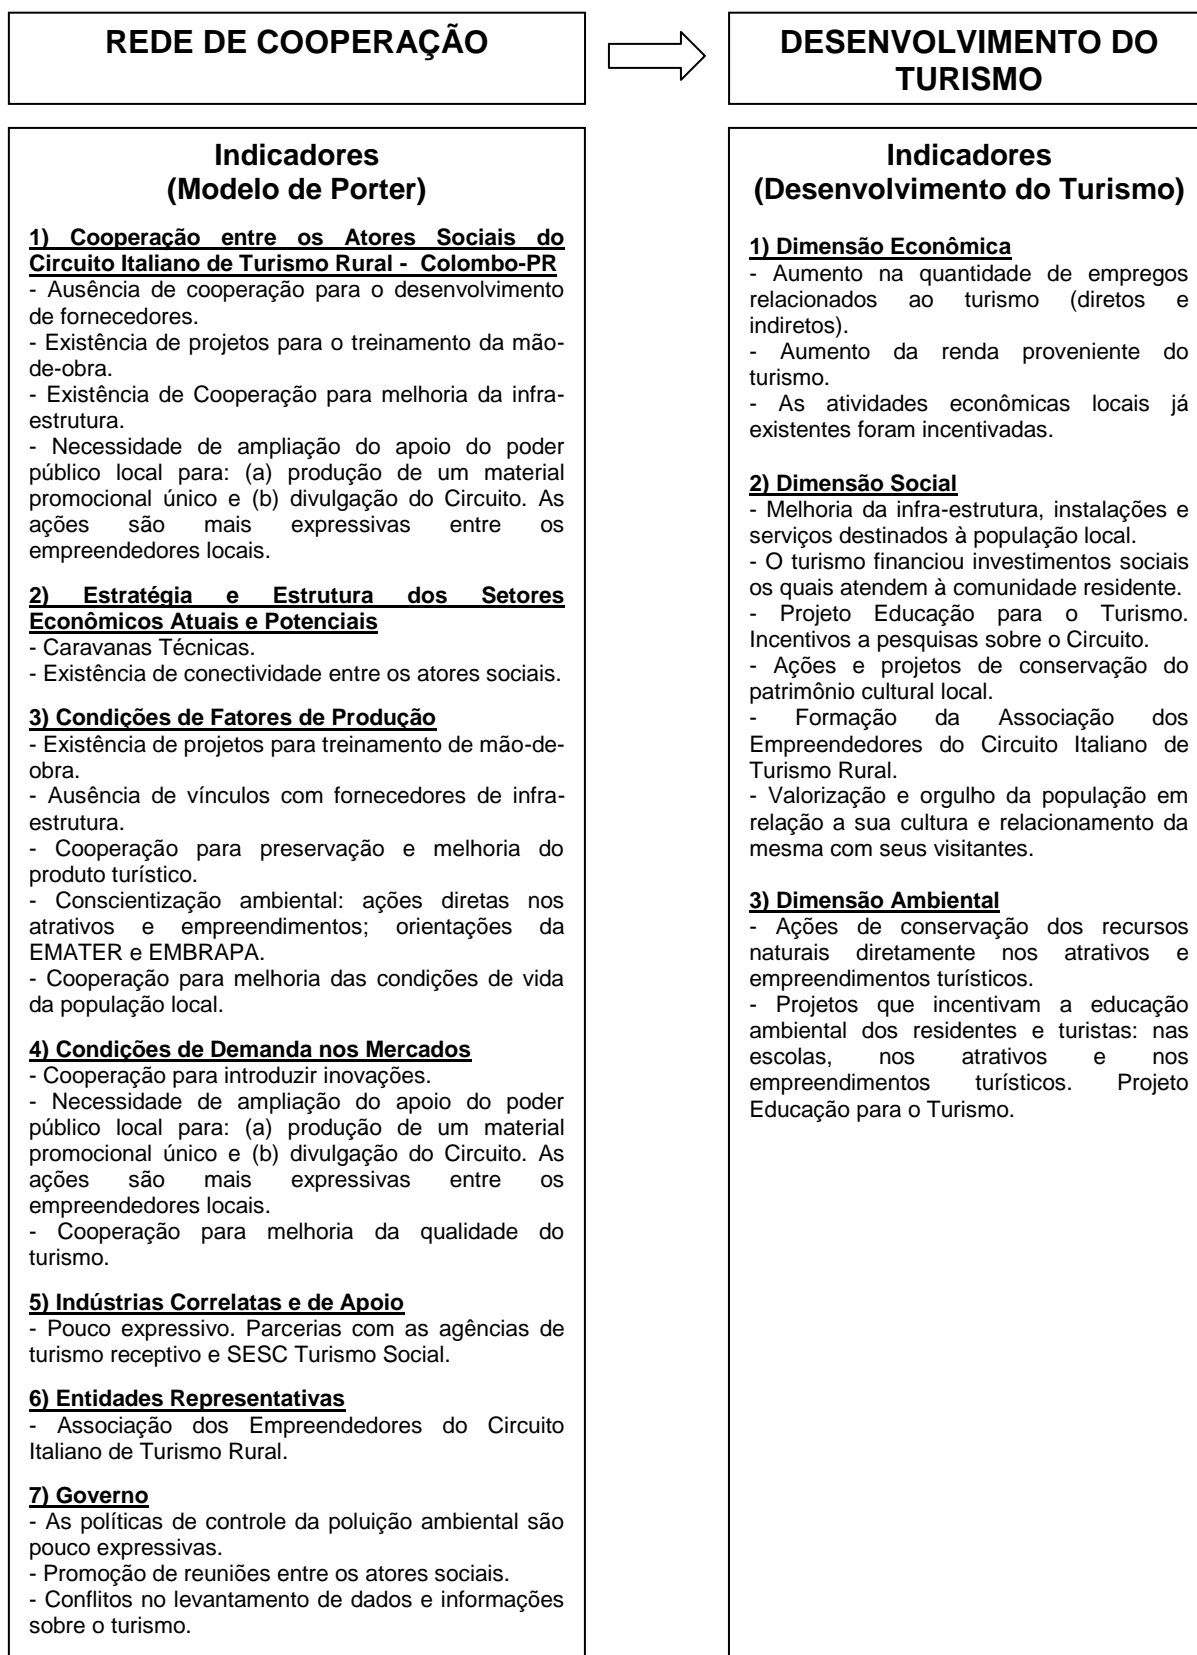 REDE DE COOPERAÇÃO
DESENVOLVIMENTO DO
TURISMO
Indicadores
(Modelo de Porter)
1) Cooperação entre os Atores Sociais do
Circuito Italiano de Turismo Rural - Colombo-PR
- Ausência de cooperação para o desenvolvimento
de fornecedores.
- Existência de projetos para o treinamento da mão-
de-obra.
- Existência de Cooperação para melhoria da infra-
estrutura.
- Necessidade de ampliação do apoio do poder
público local para: (a) produção de um material
promocional único e (b) divulgação do Circuito. As
ações são mais expressivas entre os
empreendedores locais.
2) Estratégia e Estrutura dos Setores
Econômicos Atuais e Potenciais
- Caravanas Técnicas.
- Existência de conectividade entre os atores sociais.
3) Condições de Fatores de Produção
- Existência de projetos para treinamento de mão-de-
obra.
- Ausência de vínculos com fornecedores de infra-
estrutura.
- Cooperação para preservação e melhoria do
produto turístico.
- Conscientização ambiental: ações diretas nos
atrativos e empreendimentos; orientações da
EMATER e EMBRAPA.
- Cooperação para melhoria das condições de vida
da população local.
4) Condições de Demanda nos Mercados
- Cooperação para introduzir inovações.
- Necessidade de ampliação do apoio do poder
público local para: (a) produção de um material
promocional único e (b) divulgação do Circuito. As
ações são mais expressivas entre os
empreendedores locais.
- Cooperação para melhoria da qualidade do
turismo.
5) Indústrias Correlatas e de Apoio
- Pouco expressivo. Parcerias com as agências de
turismo receptivo e SESC Turismo Social.
6) Entidades Representativas
- Associação dos Empreendedores do Circuito
Italiano de Turismo Rural.
7) Governo
- As políticas de controle da poluição ambiental são
pouco expressivas.
- Promoção de reuniões entre os atores sociais.
- Conflitos no levantamento de dados e informações
sobre o turismo.
Indicadores
(Desenvolvimento do Turismo)
1) Dimensão Econômica
- Aumento na quantidade de empregos
relacionados ao turismo (diretos e
indiretos).
- Aumento da renda proveniente do
turismo.
- As atividades econômicas locais já
existentes foram incentivadas.
2) Dimensão Social
- Melhoria da infra-estrutura, instalações e
serviços destinados à população local.
- O turismo financiou investimentos sociais
os quais atendem à comunidade residente.
- Projeto Educação para o Turismo.
Incentivos a pesquisas sobre o Circuito.
- Ações e projetos de conservação do
patrimônio cultural local.
- Formação da Associação dos
Empreendedores do Circuito Italiano de
Turismo Rural.
- Valorização e orgulho da população em
relação a sua cultura e relacionamento da
mesma com seus visitantes.
3) Dimensão Ambiental
- Ações de conservação dos recursos
naturais diretamente nos atrativos e
empreendimentos turísticos.
- Projetos que incentivam a educação
ambiental dos residentes e turistas: nas
escolas, nos atrativos e nos
empreendimentos turísticos. Projeto
Educação para o Turismo.